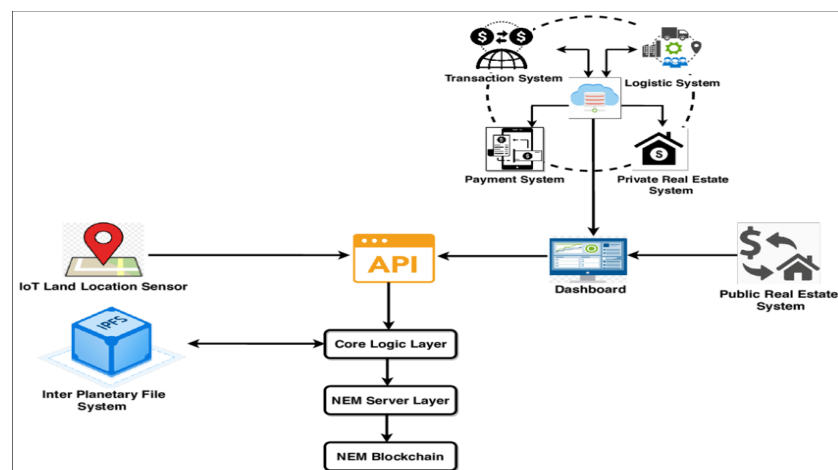 Transaction System
Logistic System
Payment System
Private Real Estate
System
IoT Land Location Sensor
API
Dashboard
Public Real Estate
System
IPFS
Core Logic Layer
Inter Planetary File
System
NEM Server Layer
NEM Blockchain